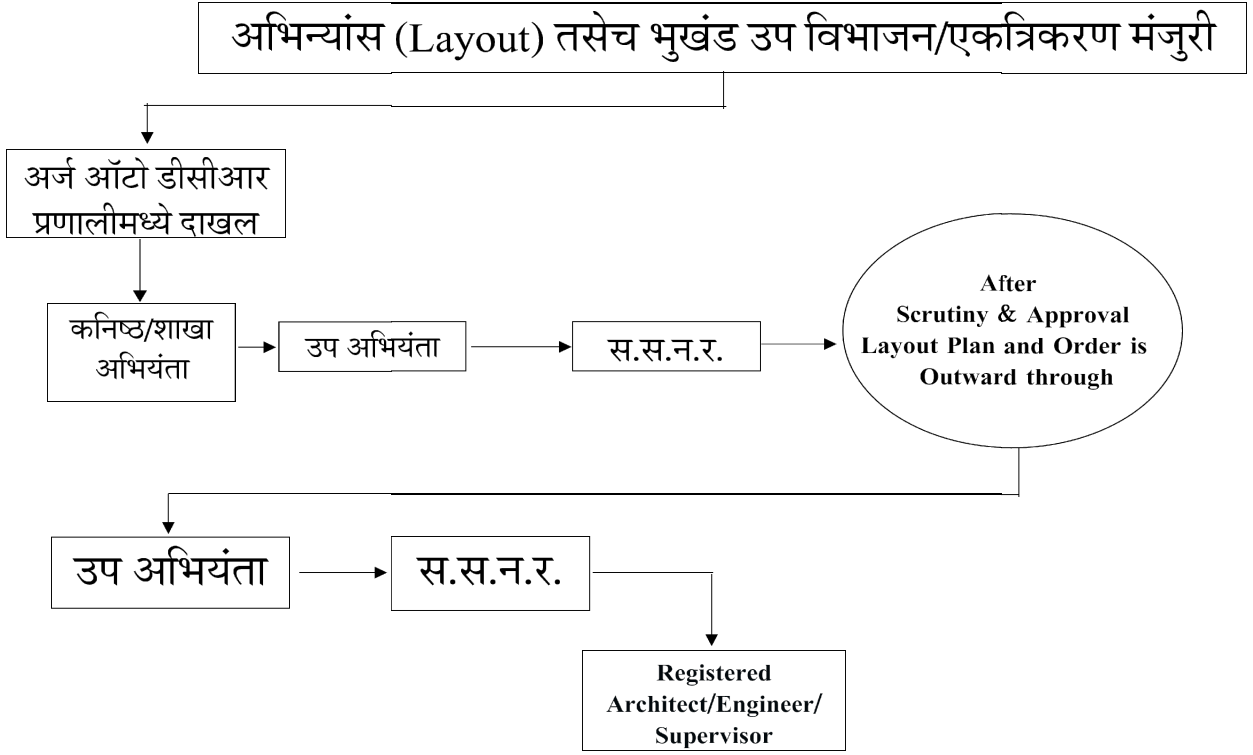 अभिन्यांस (Layout) तसेच भुखंड उप विभाजन/एकत्रिकरण मंजुरी
अर्ज ऑटो डीसीआर
प्रणालीमध्ये दाखल
कनिष्ठ/शाखा
अभियंता
उप अभियंता
स.स.न.र.
After
Scrutiny & Approval
Layout Plan and Order is
Outward through
उप अभियंता
स.स.न.र.
Registered
Architect/Engineer/
Supervisor